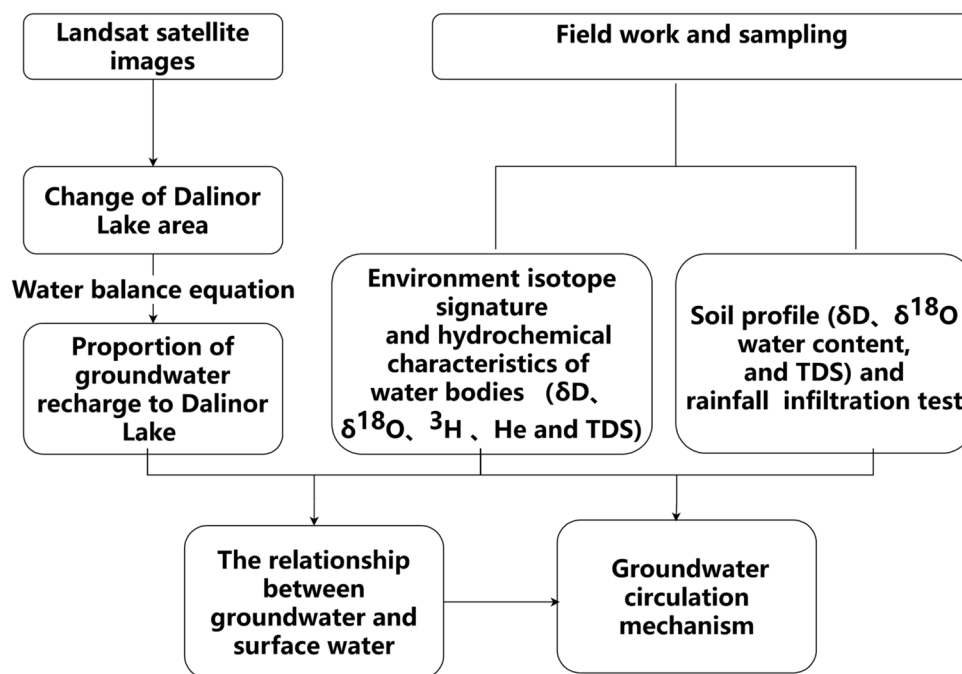 Landsat satellite
images
Field work and sampling
Change of Dalinor
Lake area
Water balance equation
Proportion of
groundwater
recharge to Dalinor
Lake
Environment isotope
signature
and hydrochemical
characteristics of
water bodies (δD、
δ¹⁸O、³H 、He and TDS)
Soil profile (δD、δ¹⁸O
water content,
and TDS) and
rainfall infiltration test
The relationship
between
groundwater and
surface water
Groundwater
circulation
mechanism